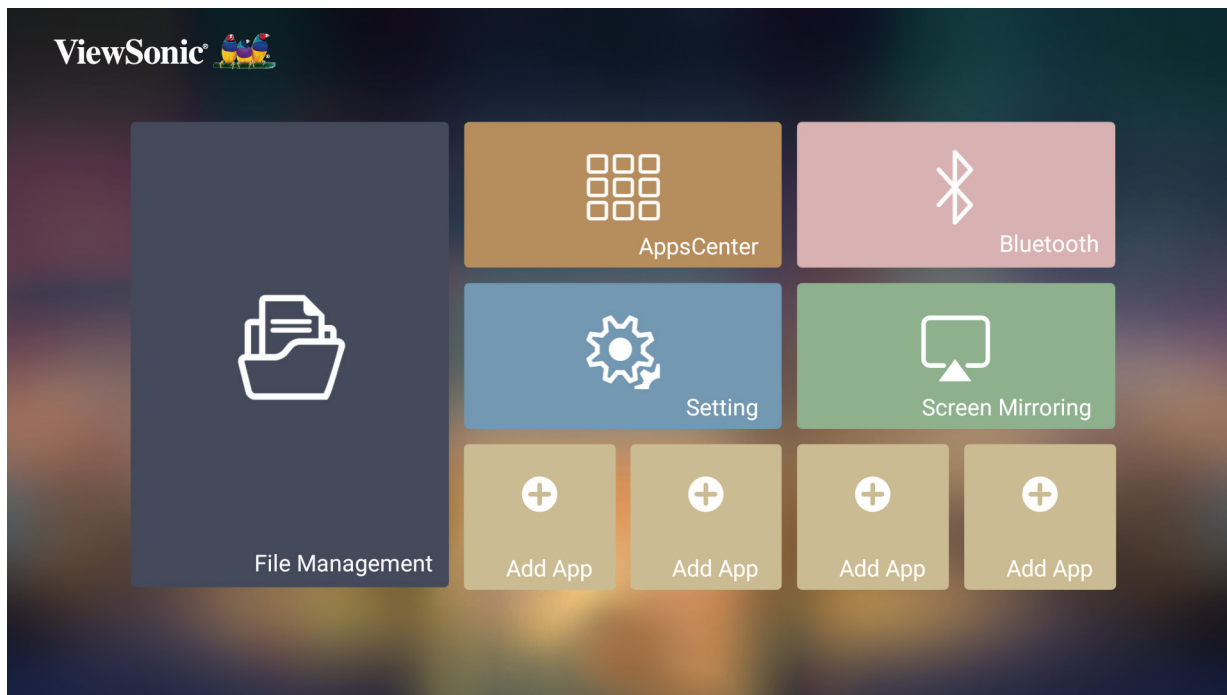 ViewSonic®
AppsCenter
Bluetooth
Setting
Screen Mirroring
File Management
Add App
Add App
Add App
Add App